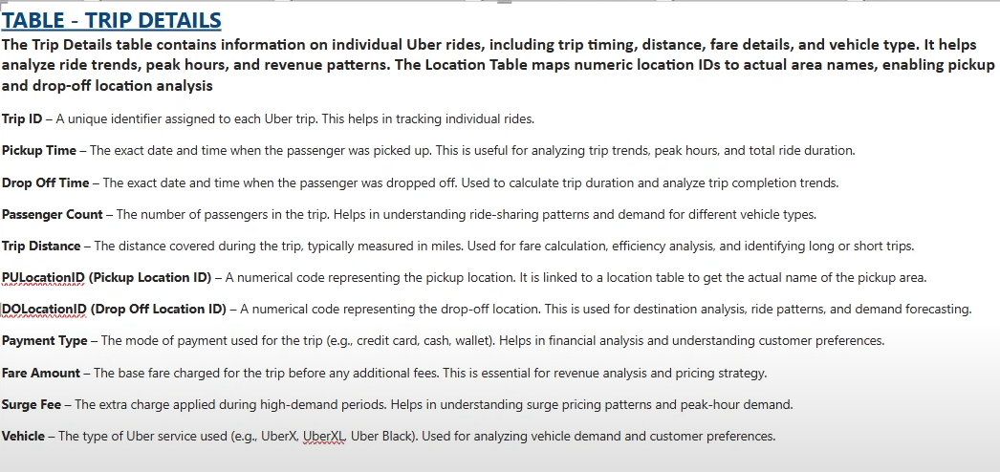 TABLE - TRIP DETAILS
The Trip Details table contains information on individual Uber rides, including trip timing, distance, fare details, and vehicle type. It helps
analyze ride trends, peak hours, and revenue patterns. The Location Table maps numeric location IDs to actual area names, enabling pickup
and drop-off location analysis
Trip ID – A unique identifier assigned to each Uber trip. This helps in tracking individual rides.
Pickup Time – The exact date and time when the passenger was picked up. This is useful for analyzing trip trends, peak hours, and total ride duration.
Drop Off Time – The exact date and time when the passenger was dropped off. Used to calculate trip duration and analyze trip completion trends.
Passenger Count – The number of passengers in the trip. Helps in understanding ride-sharing patterns and demand for different vehicle types.
Trip Distance – The distance covered during the trip, typically measured in miles. Used for fare calculation, efficiency analysis, and identifying long or short trips.
PULocationID (Pickup Location ID) – A numerical code representing the pickup location. It is linked to a location table to get the actual name of the pickup area.
DOLocationID (Drop Off Location ID) – A numerical code representing the drop-off location. This is used for destination analysis, ride patterns, and demand forecasting.
Payment Type – The mode of payment used for the trip (e.g., credit card, cash, wallet). Helps in financial analysis and understanding customer preferences.
Fare Amount – The base fare charged for the trip before any additional fees. This is essential for revenue analysis and pricing strategy.
Surge Fee – The extra charge applied during high-demand periods. Helps in understanding surge pricing patterns and peak-hour demand.
Vehicle – The type of Uber service used (e.g., UberX, UberXL, Uber Black). Used for analyzing vehicle demand and customer preferences.